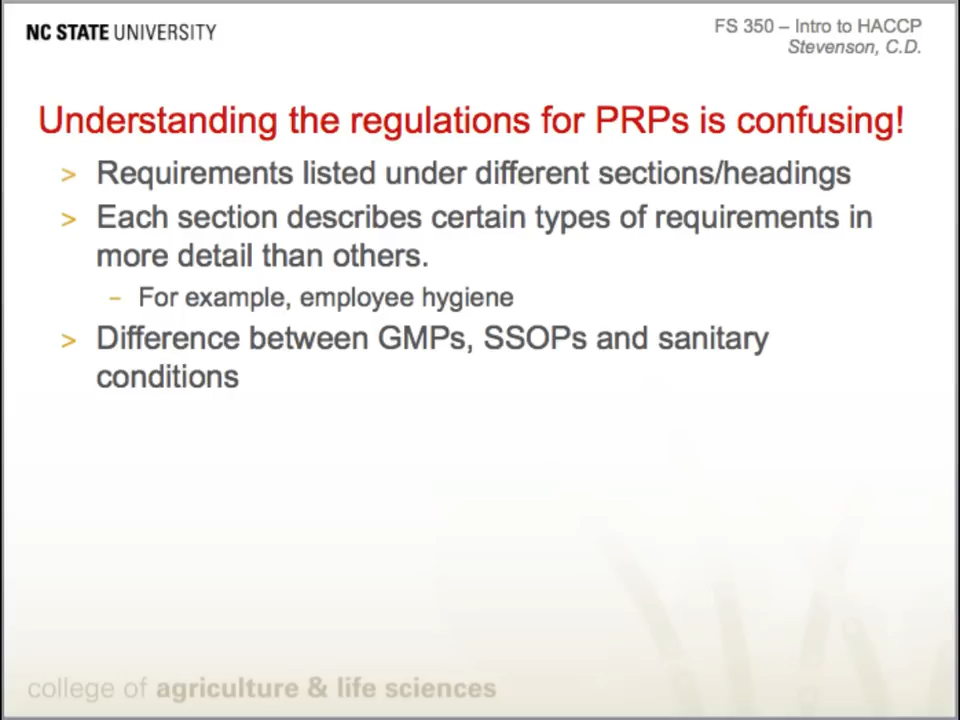 NC STATE UNIVERSITY
FS 350 – Intro to HACCP
Stevenson, C.D.
Understanding the regulations for PRPs is confusing!
> Requirements listed under different sections/headings
> Each section describes certain types of requirements in
more detail than others.
– For example, employee hygiene
> Difference between GMPs, SSOPs and sanitary
conditions
college of agriculture & life sciences